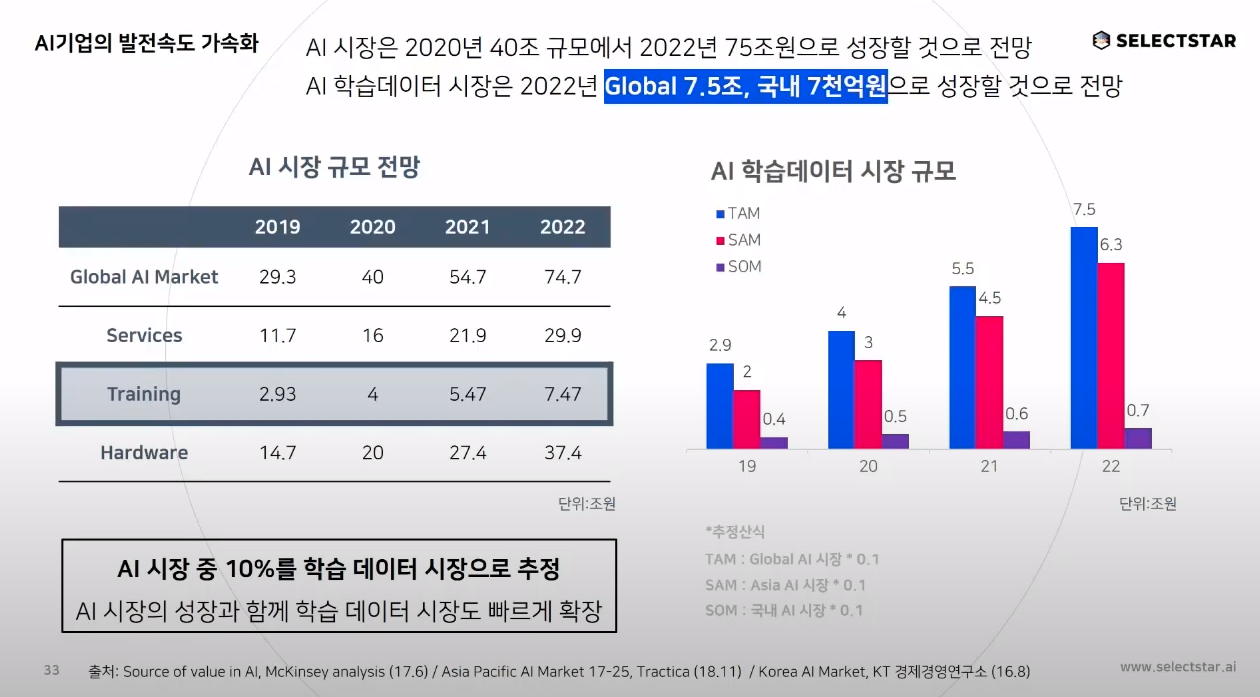 AI기업의 발전속도 가속화
AI 시장은 2020년 40조 규모에서 2022년 75조원으로 성장할 것으로 전망
AI 학습데이터 시장은 2022년 Global 7.5조, 국내 7천억원으로 성장할 것으로 전망
SELECTSTAR
AI 시장 규모 전망
2019 2020 2021 2022
Global AI Market 29.3 40 54.7 74.7
Services 11.7 16 21.9 29.9
Training 2.93 4 5.47 7.47
Hardware 14.7 20 27.4 37.4
단위:조원
AI 시장 중 10%를 학습 데이터 시장으로 추정
AI 시장의 성장과 함께 학습 데이터 시장도 빠르게 확장
AI 학습데이터 시장 규모
TAM
SAM
SOM
2.9 2 0.4
4 3 0.5
5.5 4.5 0.6
7.5 6.3 0.7
19 20 21 22
단위:조원
*추정산식
TAM : Global AI 시장 * 0.1
SAM : Asia AI 시장 * 0.1
SOM : 국내 AI 시장 * 0.1
33
출처: Source of value in AI, McKinsey analysis (17.6) / Asia Pacific AI Market 17-25, Tractica (18.11) / Korea AI Market, KT 경제경영연구소 (16.8)
www.selectstar.ai